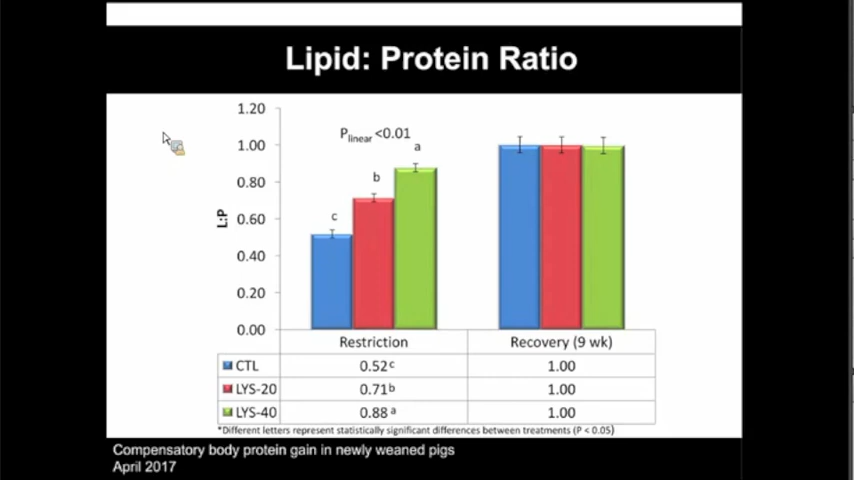 Lipid: Protein Ratio
1.20
1.00
0.80
0.60
0.40
0.20
0.00
L:P
Plinear <0.01
c
b
a
Restriction Recovery (9 wk)
CTL 0.52c 1.00
LYS-20 0.71b 1.00
LYS-40 0.88 a 1.00
*Different letters represent statistically significant differences between treatments (P < 0.05)
Compensatory body protein gain in newly weaned pigs
April 2017